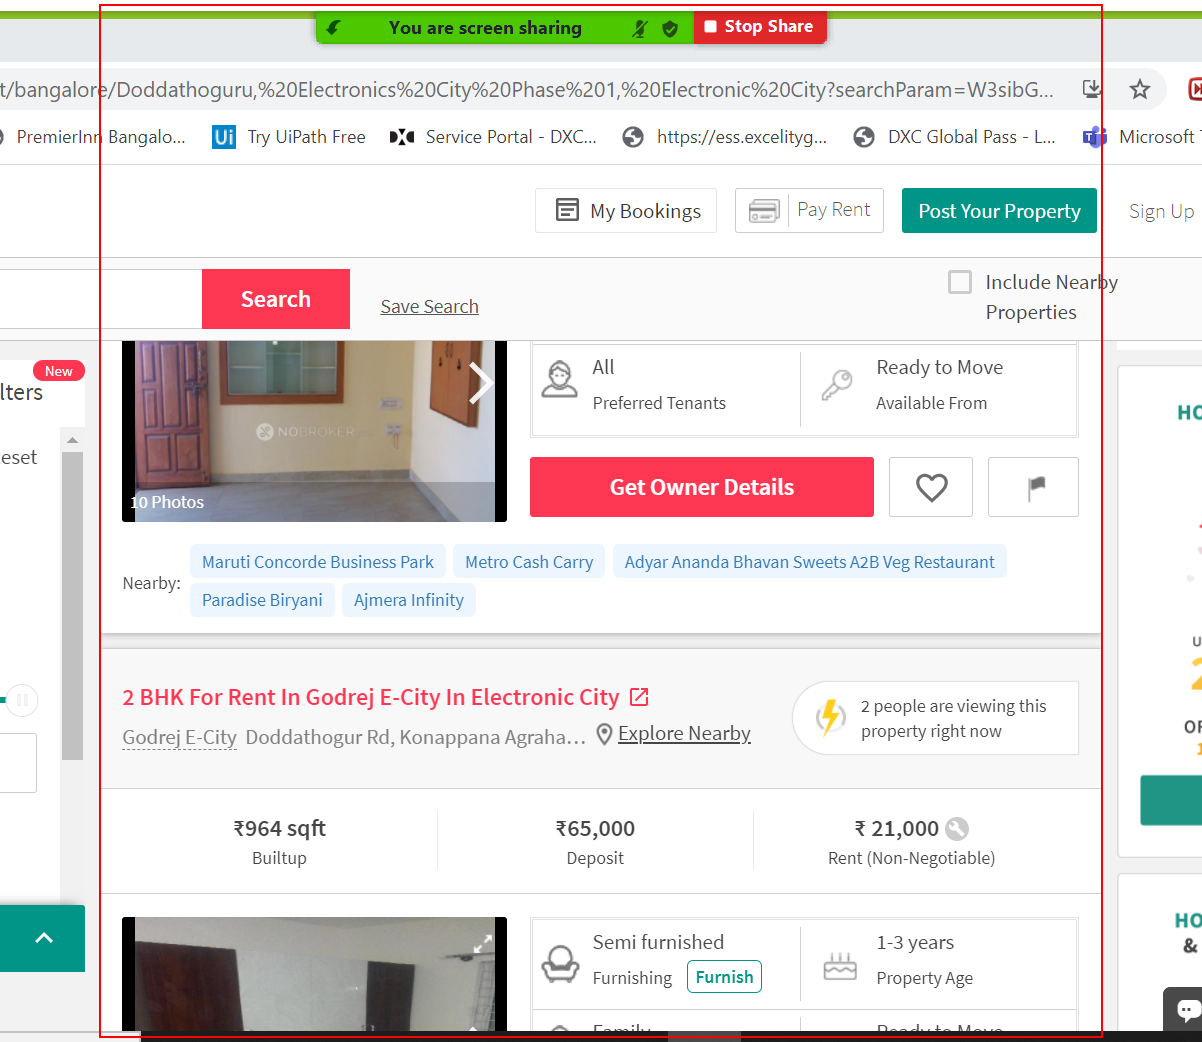 You are screen sharing
Stop Share
t/bangalore/Doddathoguru,%20Electronics%20City%20Phase%201,%20Electronic%20City?searchParam=W3sibG...
PremierInn Bangalo...
Ui Try UiPath Free
Service Portal - DXC...
https://ess.excelityg...
DXC Global Pass - L...
Microsoft
My Bookings
Pay Rent
Post Your Property
Sign Up
Search
Save Search
Include Nearby
Properties
New
lters
eset
NOBROKER
10 Photos
All
Preferred Tenants
Ready to Move
Available From
Get Owner Details
Nearby:
Maruti Concorde Business Park
Metro Cash Carry
Adyar Ananda Bhavan Sweets A2B Veg Restaurant
Paradise Biryani
Ajmera Infinity
2 BHK For Rent In Godrej E-City In Electronic City
Godrej E-City Doddathogur Rd, Konappana Agraha...
Explore Nearby
2 people are viewing this
property right now
₹964 sqft
Builtup
₹65,000
Deposit
₹ 21,000
Rent (Non-Negotiable)
Semi furnished
Furnishing
Furnish
1-3 years
Property Age
Family
Ready to Move
HO
U
2
OF
1
HO
&